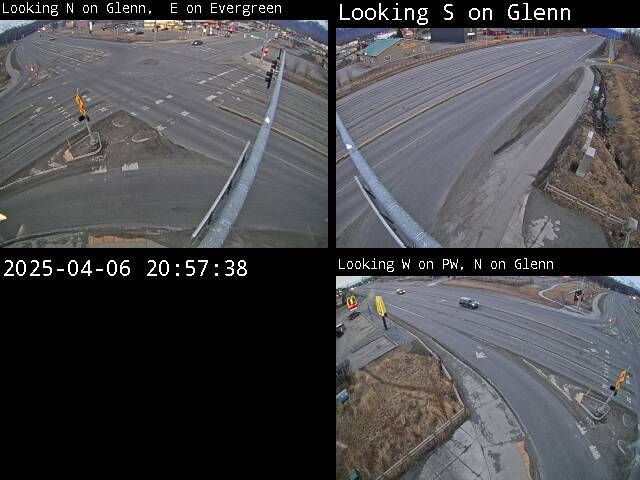 Looking N on Glenn,  E on Evergreen
Looking S on Glenn
2025-04-06 20:57:38
Looking W on PW, N on Glenn